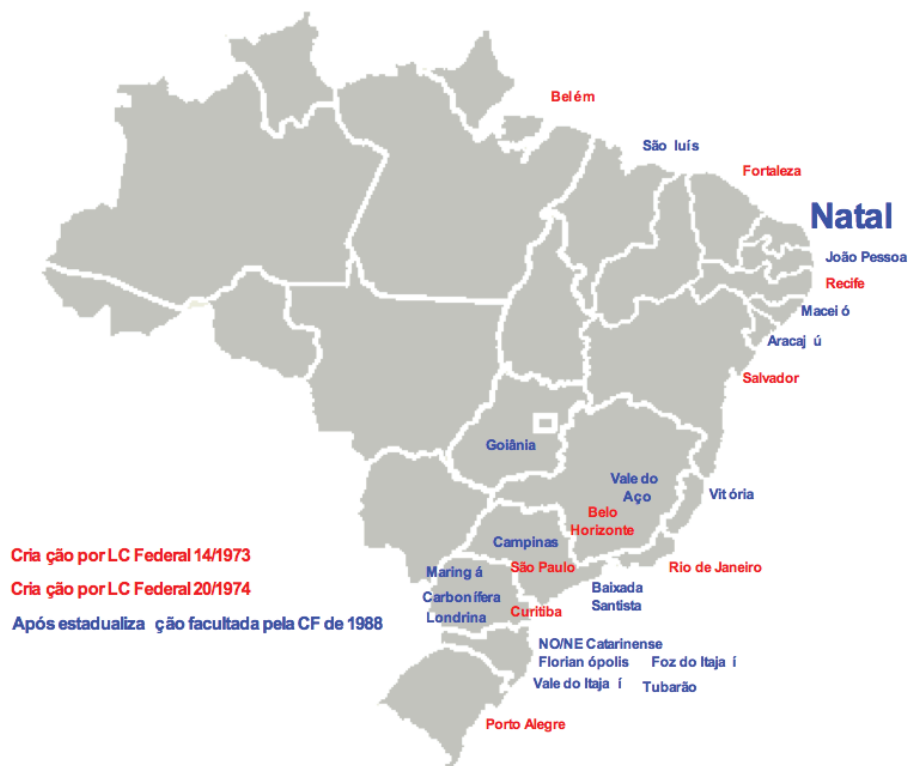 Belém
São luís
Fortaleza
Natal
João Pessoa
Recife
Macei ó
Aracaj ú
Salvador
Goiânia
Vale do
Aço
Vit ória
Belo
Horizonte
Campinas
São Paulo
Rio de Janeiro
Maring á
Baixada
Santista
Carbonífera
Londrina
Curitiba
Cria ção por LC Federal 14/1973
Cria ção por LC Federal 20/1974
Após estadualiza ção facultada pela CF de 1988
NO/NE Catarinense
Florian ópolis
Foz do Itaja í
Vale do Itaja í
Tubarão
Porto Alegre